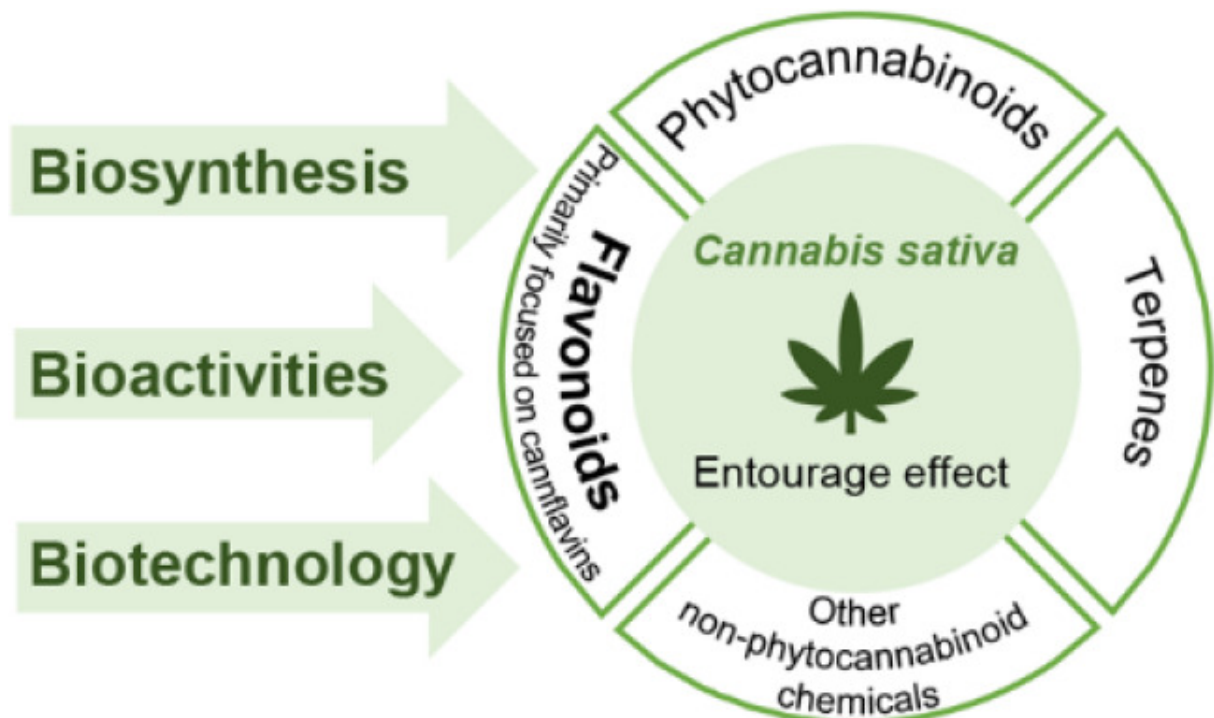 Biosynthesis
Bioactivities
Biotechnology
Phytocannabinoids
Primarily focused on cannflavins
Flavonoids
Cannabis sativa
Entourage effect
Terpenes
Other
non-phytocannabinoid
chemicals